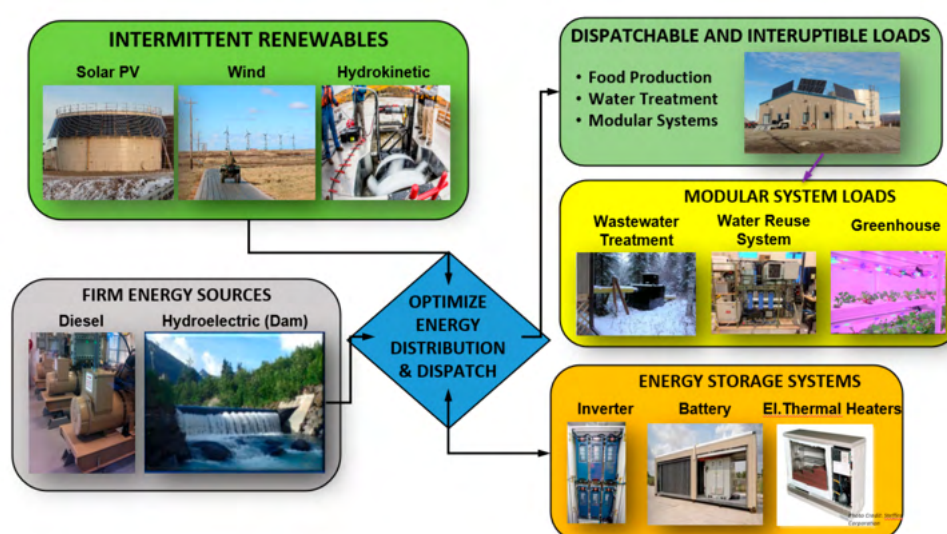 INTERMITTENT RENEWABLES
Solar PV
Wind
Hydrokinetic
DISPATCHABLE AND INTERUPTIBLE LOADS
• Food Production
• Water Treatment
• Modular Systems
MODULAR SYSTEM LOADS
Wastewater
Treatment
Water Reuse
System
Greenhouse
FIRM ENERGY SOURCES
Diesel
Hydroelectric (Dam)
OPTIMIZE
ENERGY
DISTRIBUTION
& DISPATCH
ENERGY STORAGE SYSTEMS
Inverter
Battery
El.Thermal Heaters
Credit:
Corporation